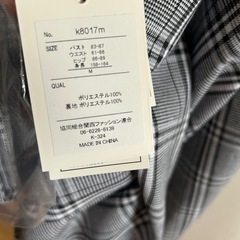 No. k8017m
SIZE バスト 83-87
ウエスト 61-66
ヒップ 86-89
身長 158-164
M
QUAL
ポリエステル100%
裏地 ポリエステル100%
協同組合関西ファッション連合
06-6228-6139
K-324
MADE IN CHINA